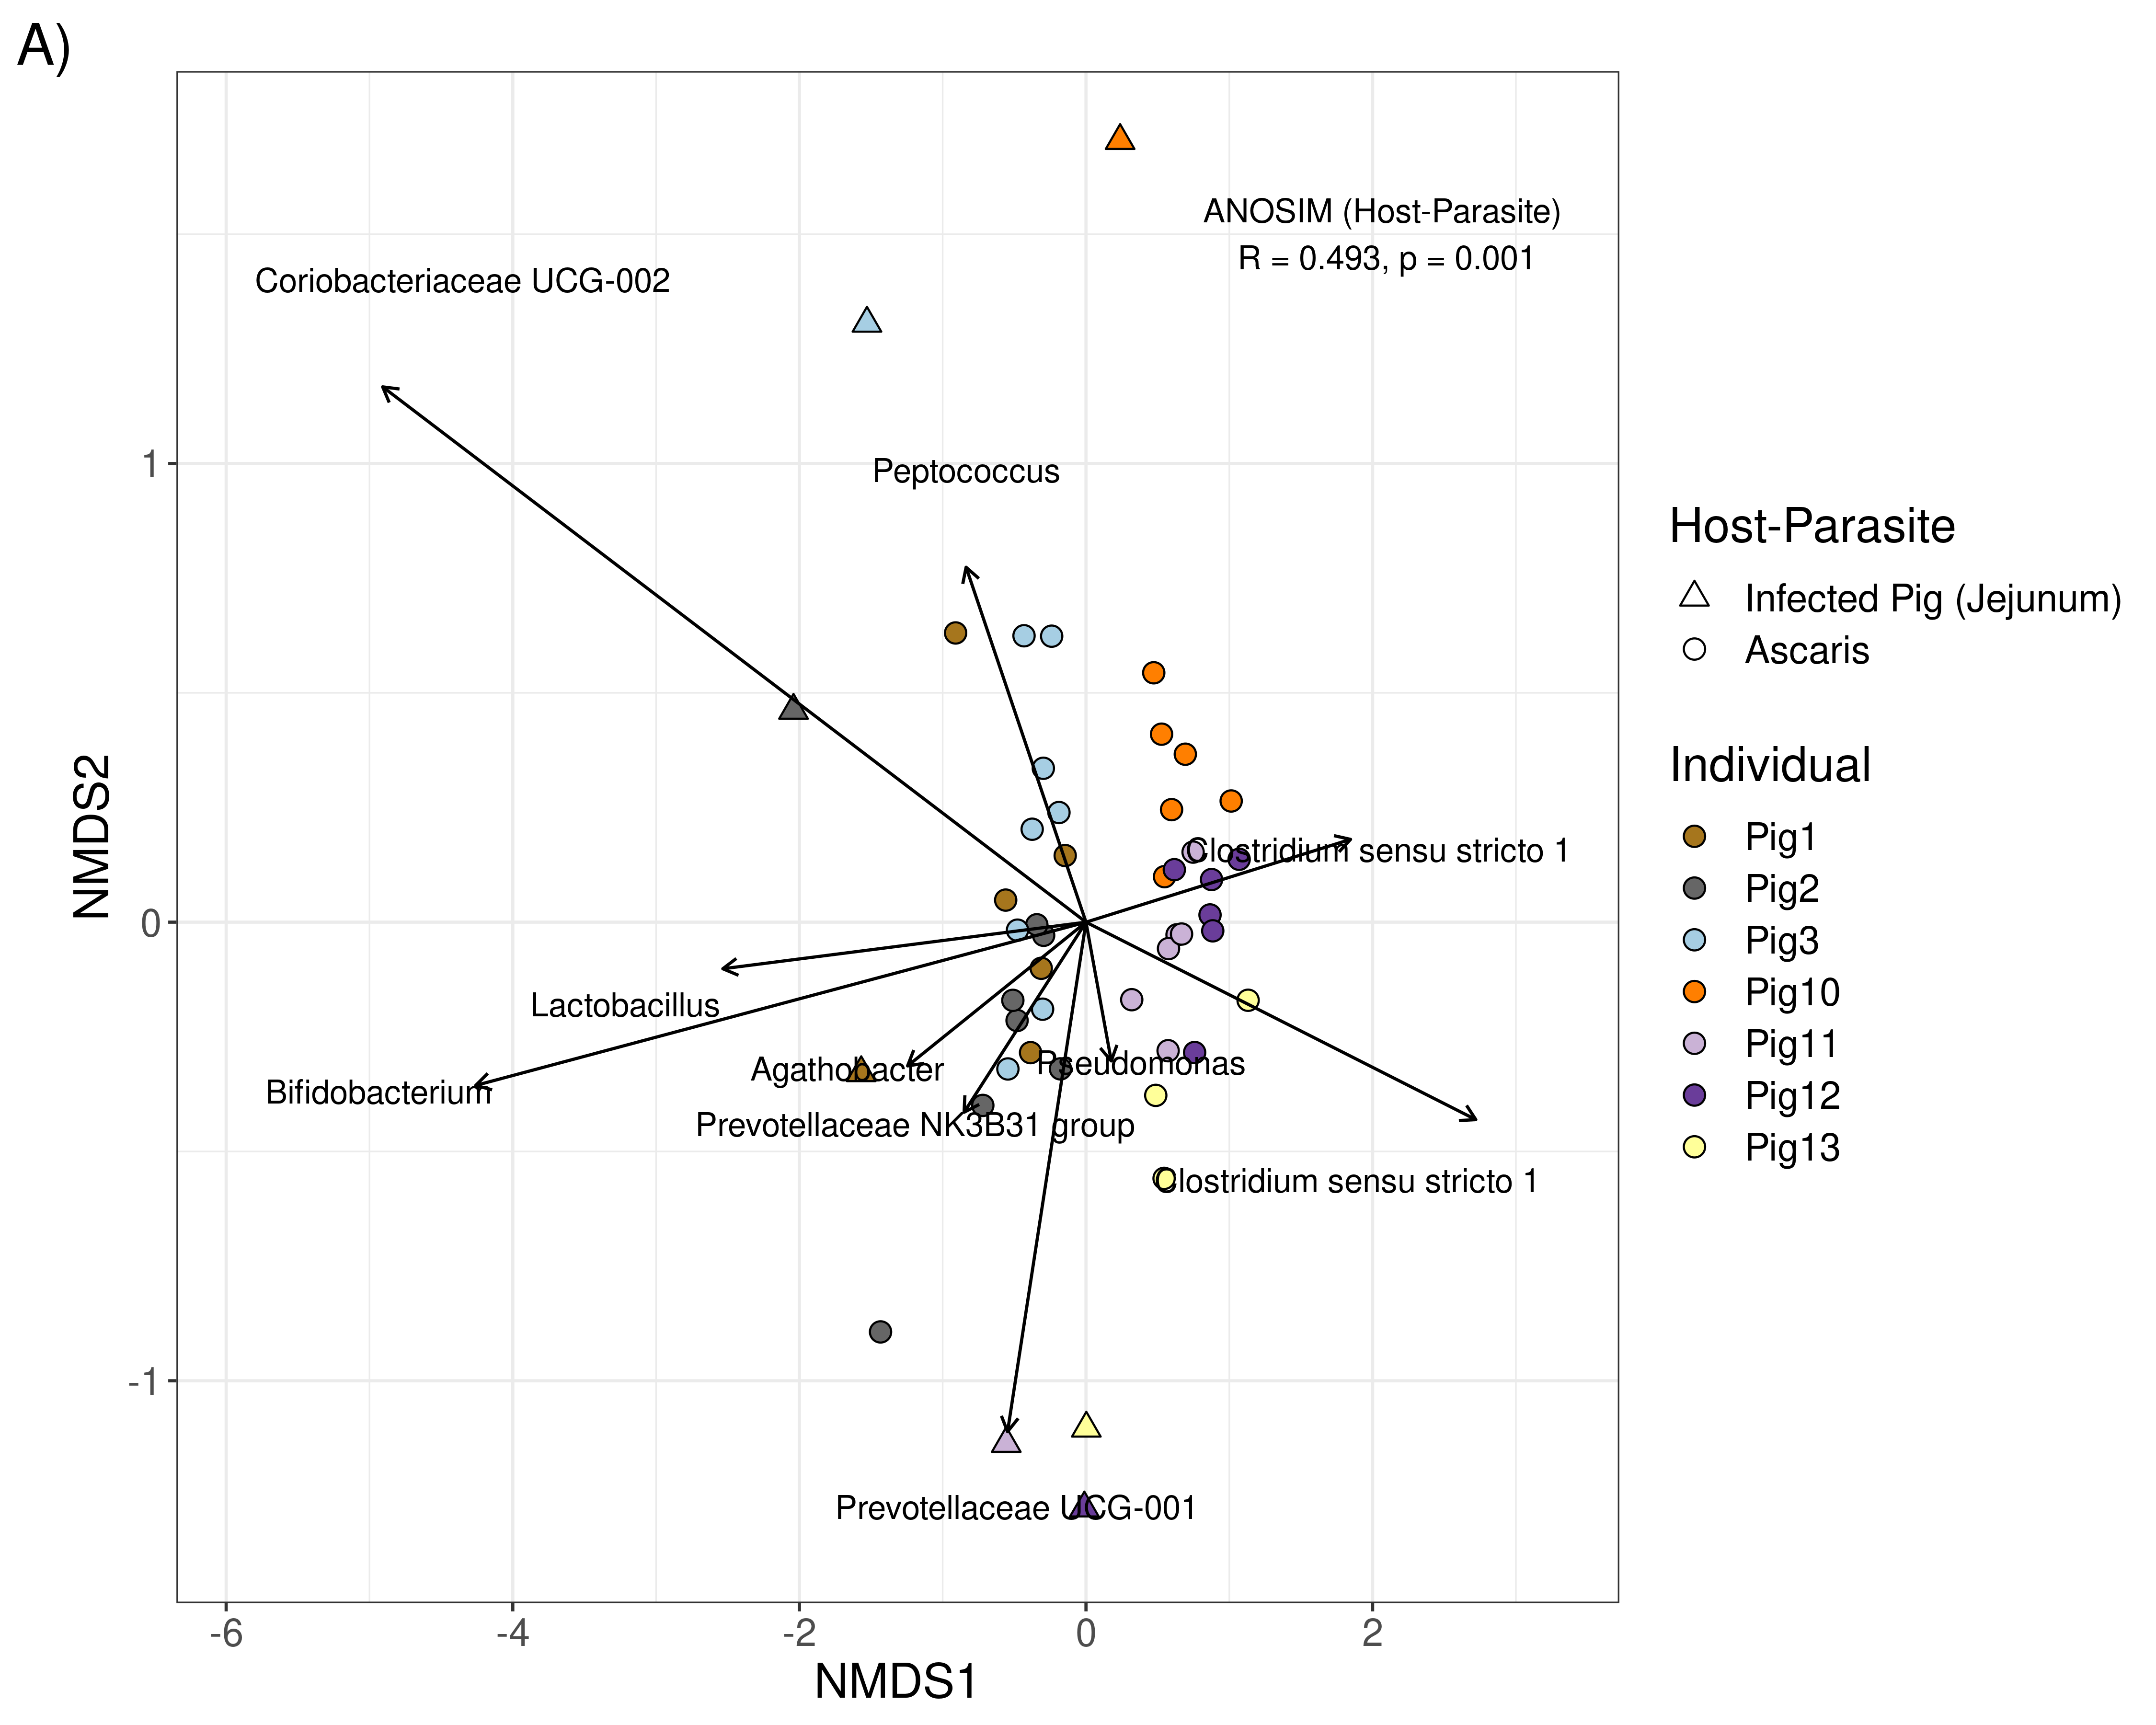 A)
ANOSIM (Host-Parasite)
R = 0.493, p = 0.001
Coriobacteriaceae UCG-002
Peptococcus
Clostridium sensu stricto 1
Lactobacillus
Bifidobacterium
Agathobacter
Pseudomonas
Prevotellaceae NK3B31 group
Clostridium sensu stricto 1
Prevotellaceae UCG-001
1
0
-1
NMDS2
-6
-4
-2
0
2
NMDS1
Host-Parasite
Infected Pig (Jejunum)
Ascaris
Individual
Pig1
Pig2
Pig3
Pig10
Pig11
Pig12
Pig13